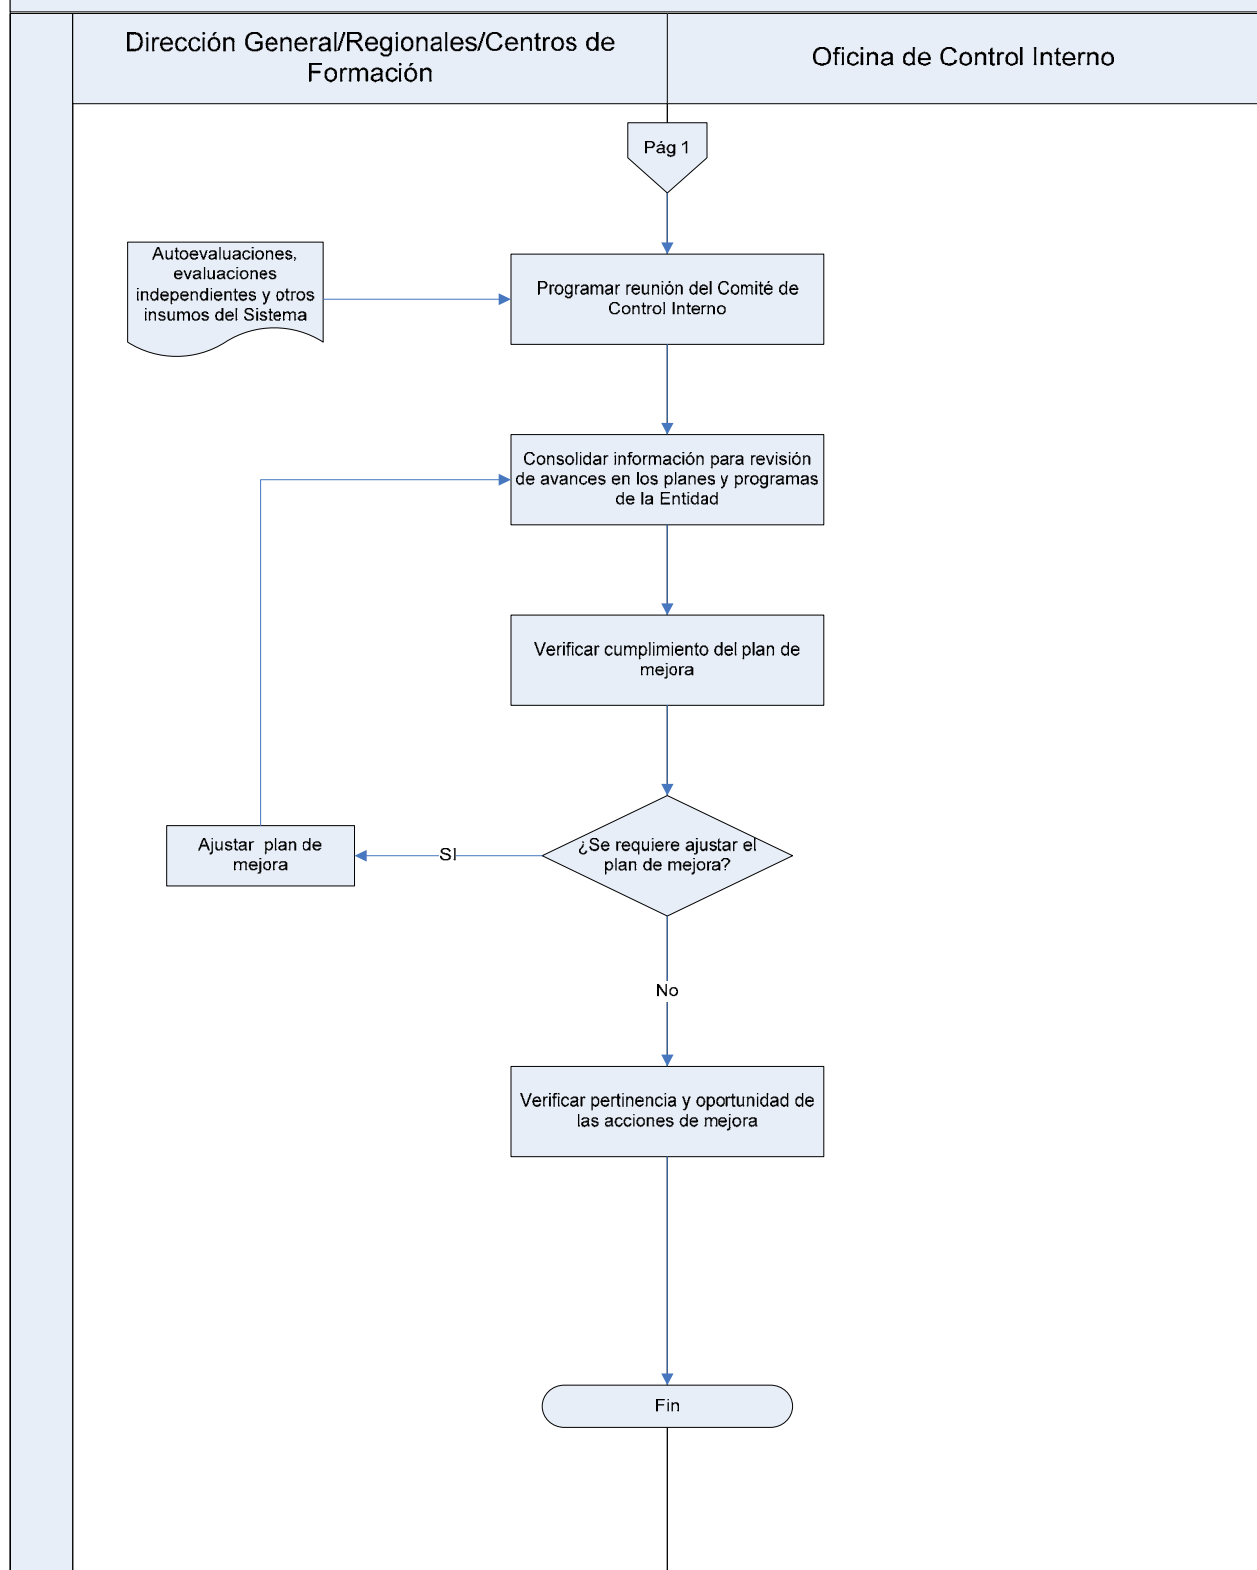 Dirección General/Regionales/Centros de
Formación
Oficina de Control Interno
Pág 1
Autoevaluaciones,
evaluaciones
independientes y otros
insumos del Sistema
Programar reunión del Comité de
Control Interno
Consolidar información para revisión
de avances en los planes y programas
de la Entidad
Verificar cumplimiento del plan de
mejora
Ajustar plan de
mejora
SI
¿Se requiere ajustar el
plan de mejora?
No
Verificar pertinencia y oportunidad de
las acciones de mejora
Fin